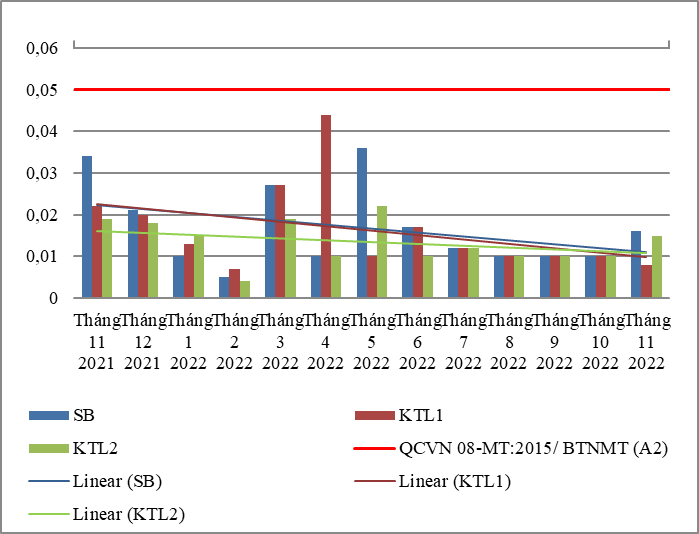 0,06
0,05
0,04
0,03
0,02
0,01
0
Tháng 11 2021
Tháng 12 2021
Tháng 1 2022
Tháng 2 2022
Tháng 3 2022
Tháng 4 2022
Tháng 5 2022
Tháng 6 2022
Tháng 7 2022
Tháng 8 2022
Tháng 9 2022
Tháng 10 2022
Tháng 11 2022
SB
KTL1
KTL2
QCVN 08-MT:2015/ BTNMT (A2)
Linear (SB)
Linear (KTL1)
Linear (KTL2)